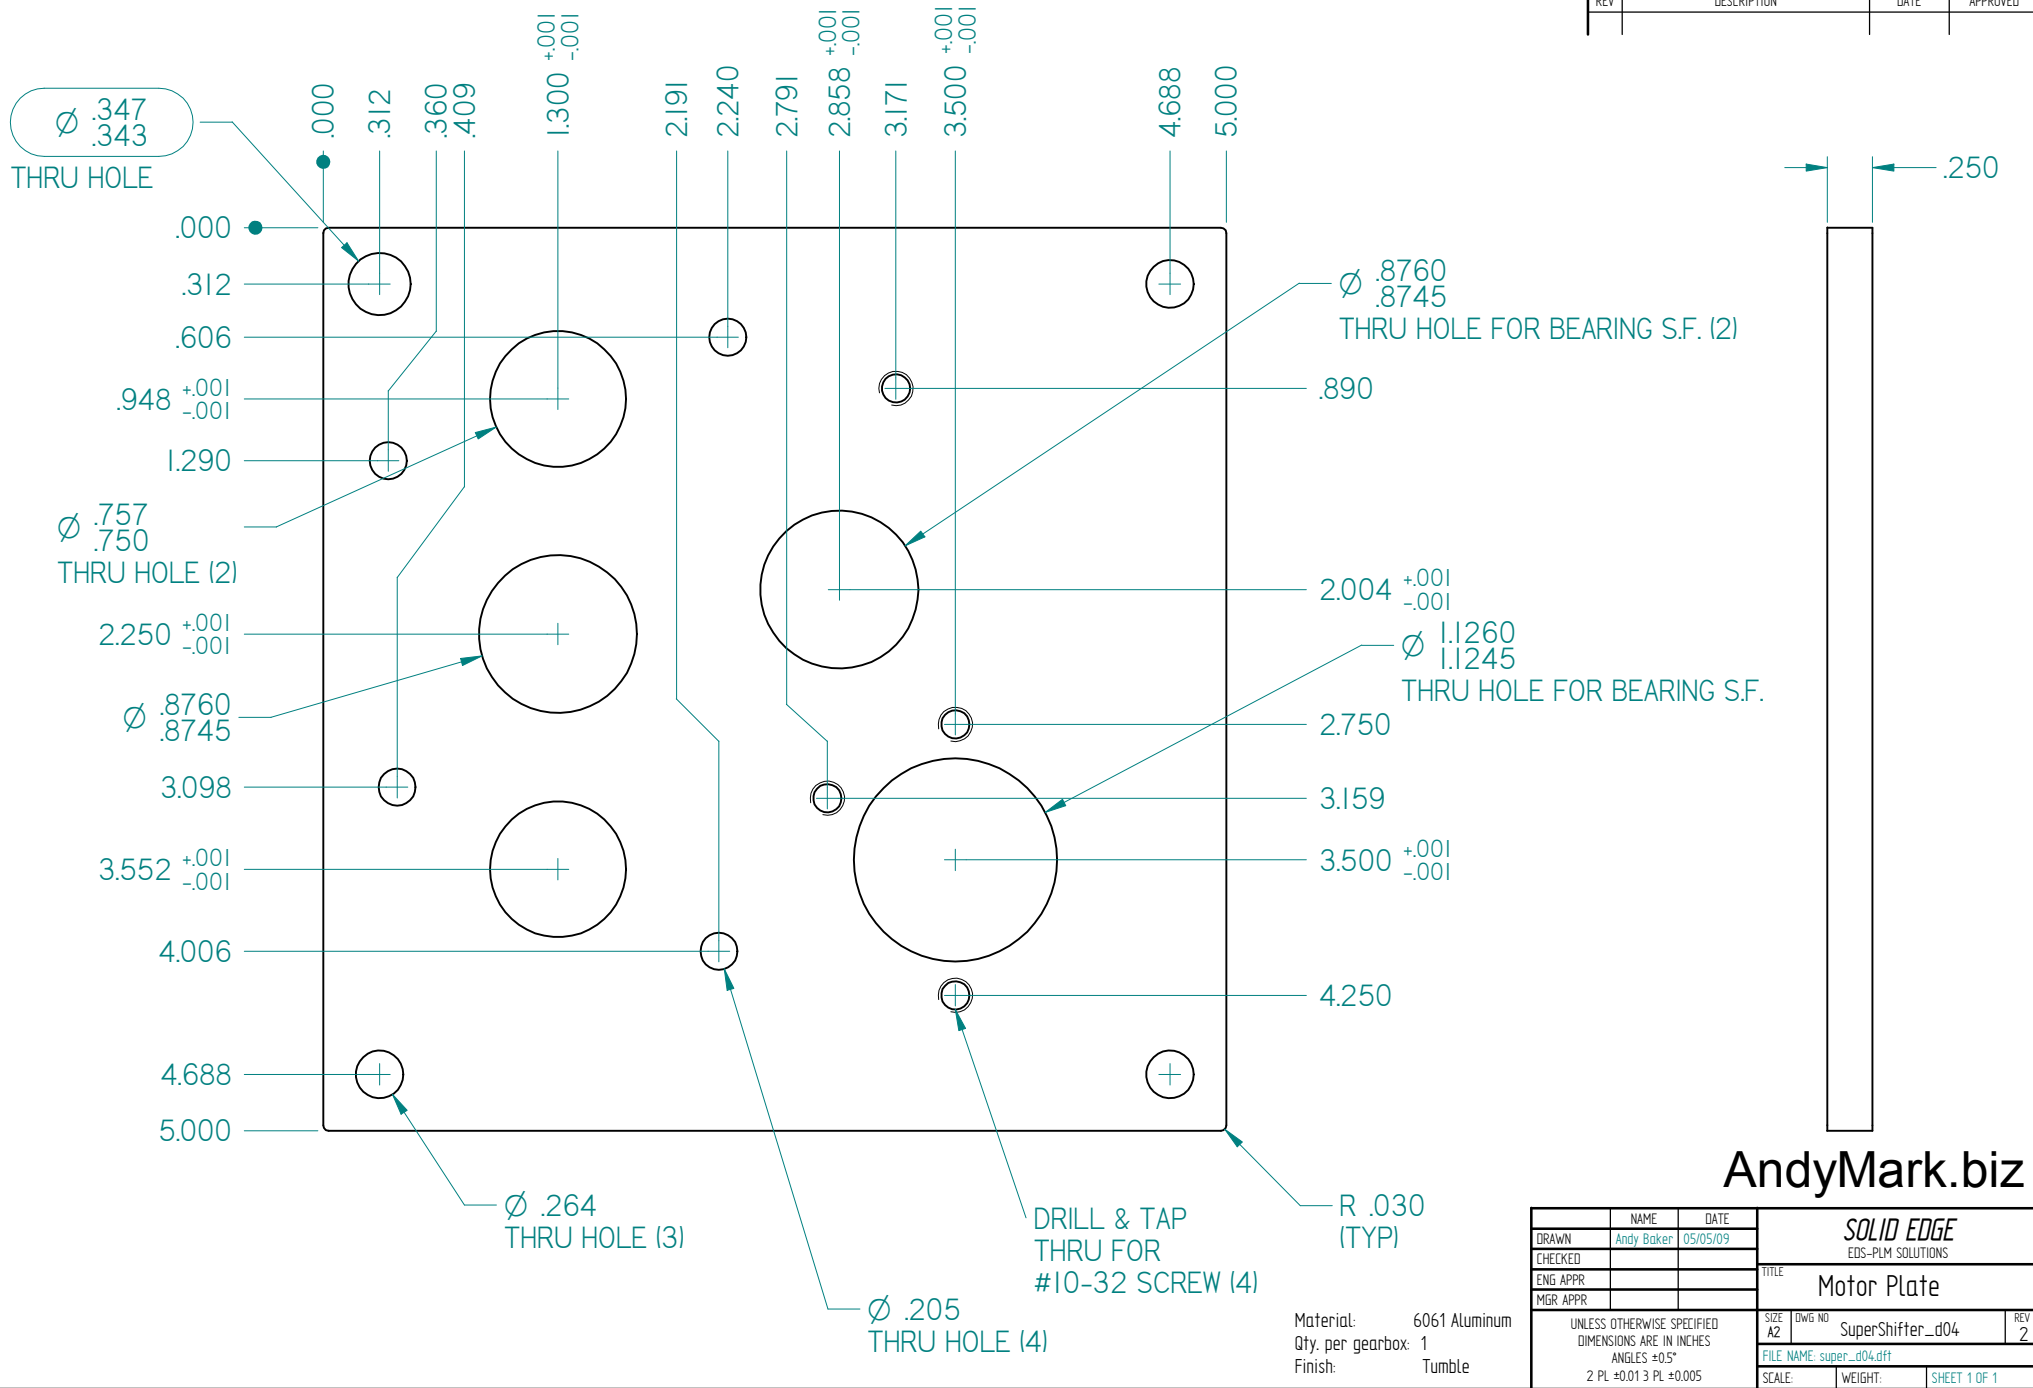 REV DESCRIPTION DATE APPROVED
.000
.312
.360
.409
1.300 +.001 -.001
2.191
2.240
2.791
2.858 +.001 -.001
3.171
3.500 +.001 -.001
4.688
5.000
Ø .347
.343
THRU HOLE
.250
.000
.312
.606
.948 +.001 -.001
1.290
Ø .757
.750
THRU HOLE (2)
2.250 +.001 -.001
Ø .8760
.8745
3.098
3.552 +.001 -.001
4.006
4.688
5.000
Ø .8760
.8745
THRU HOLE FOR BEARING S.F. (2)
.890
2.004 +.001 -.001
Ø 1.1260
1.1245
THRU HOLE FOR BEARING S.F.
2.750
3.159
3.500 +.001 -.001
4.250
Ø .264
THRU HOLE (3)
Ø .205
THRU HOLE (4)
DRILL & TAP
THRU FOR
#10-32 SCREW (4)
R .030
(TYP)
Material: 6061 Aluminum
Qty. per gearbox: 1
Finish: Tumble
AndyMark.biz
NAME DATE
DRAWN Andy Baker 05/05/09
CHECKED
ENG APPR
MGR APPR
UNLESS OTHERWISE SPECIFIED
DIMENSIONS ARE IN INCHES
ANGLES ±0.5°
2 PL ±0.01 3 PL ±0.005
SOLID EDGE
EDS-PLM SOLUTIONS
TITLE
Motor Plate
SIZE A2
DWG NO SuperShifter_d04
REV 2
FILE NAME: super_d04.dft
SCALE: WEIGHT: SHEET 1 OF 1